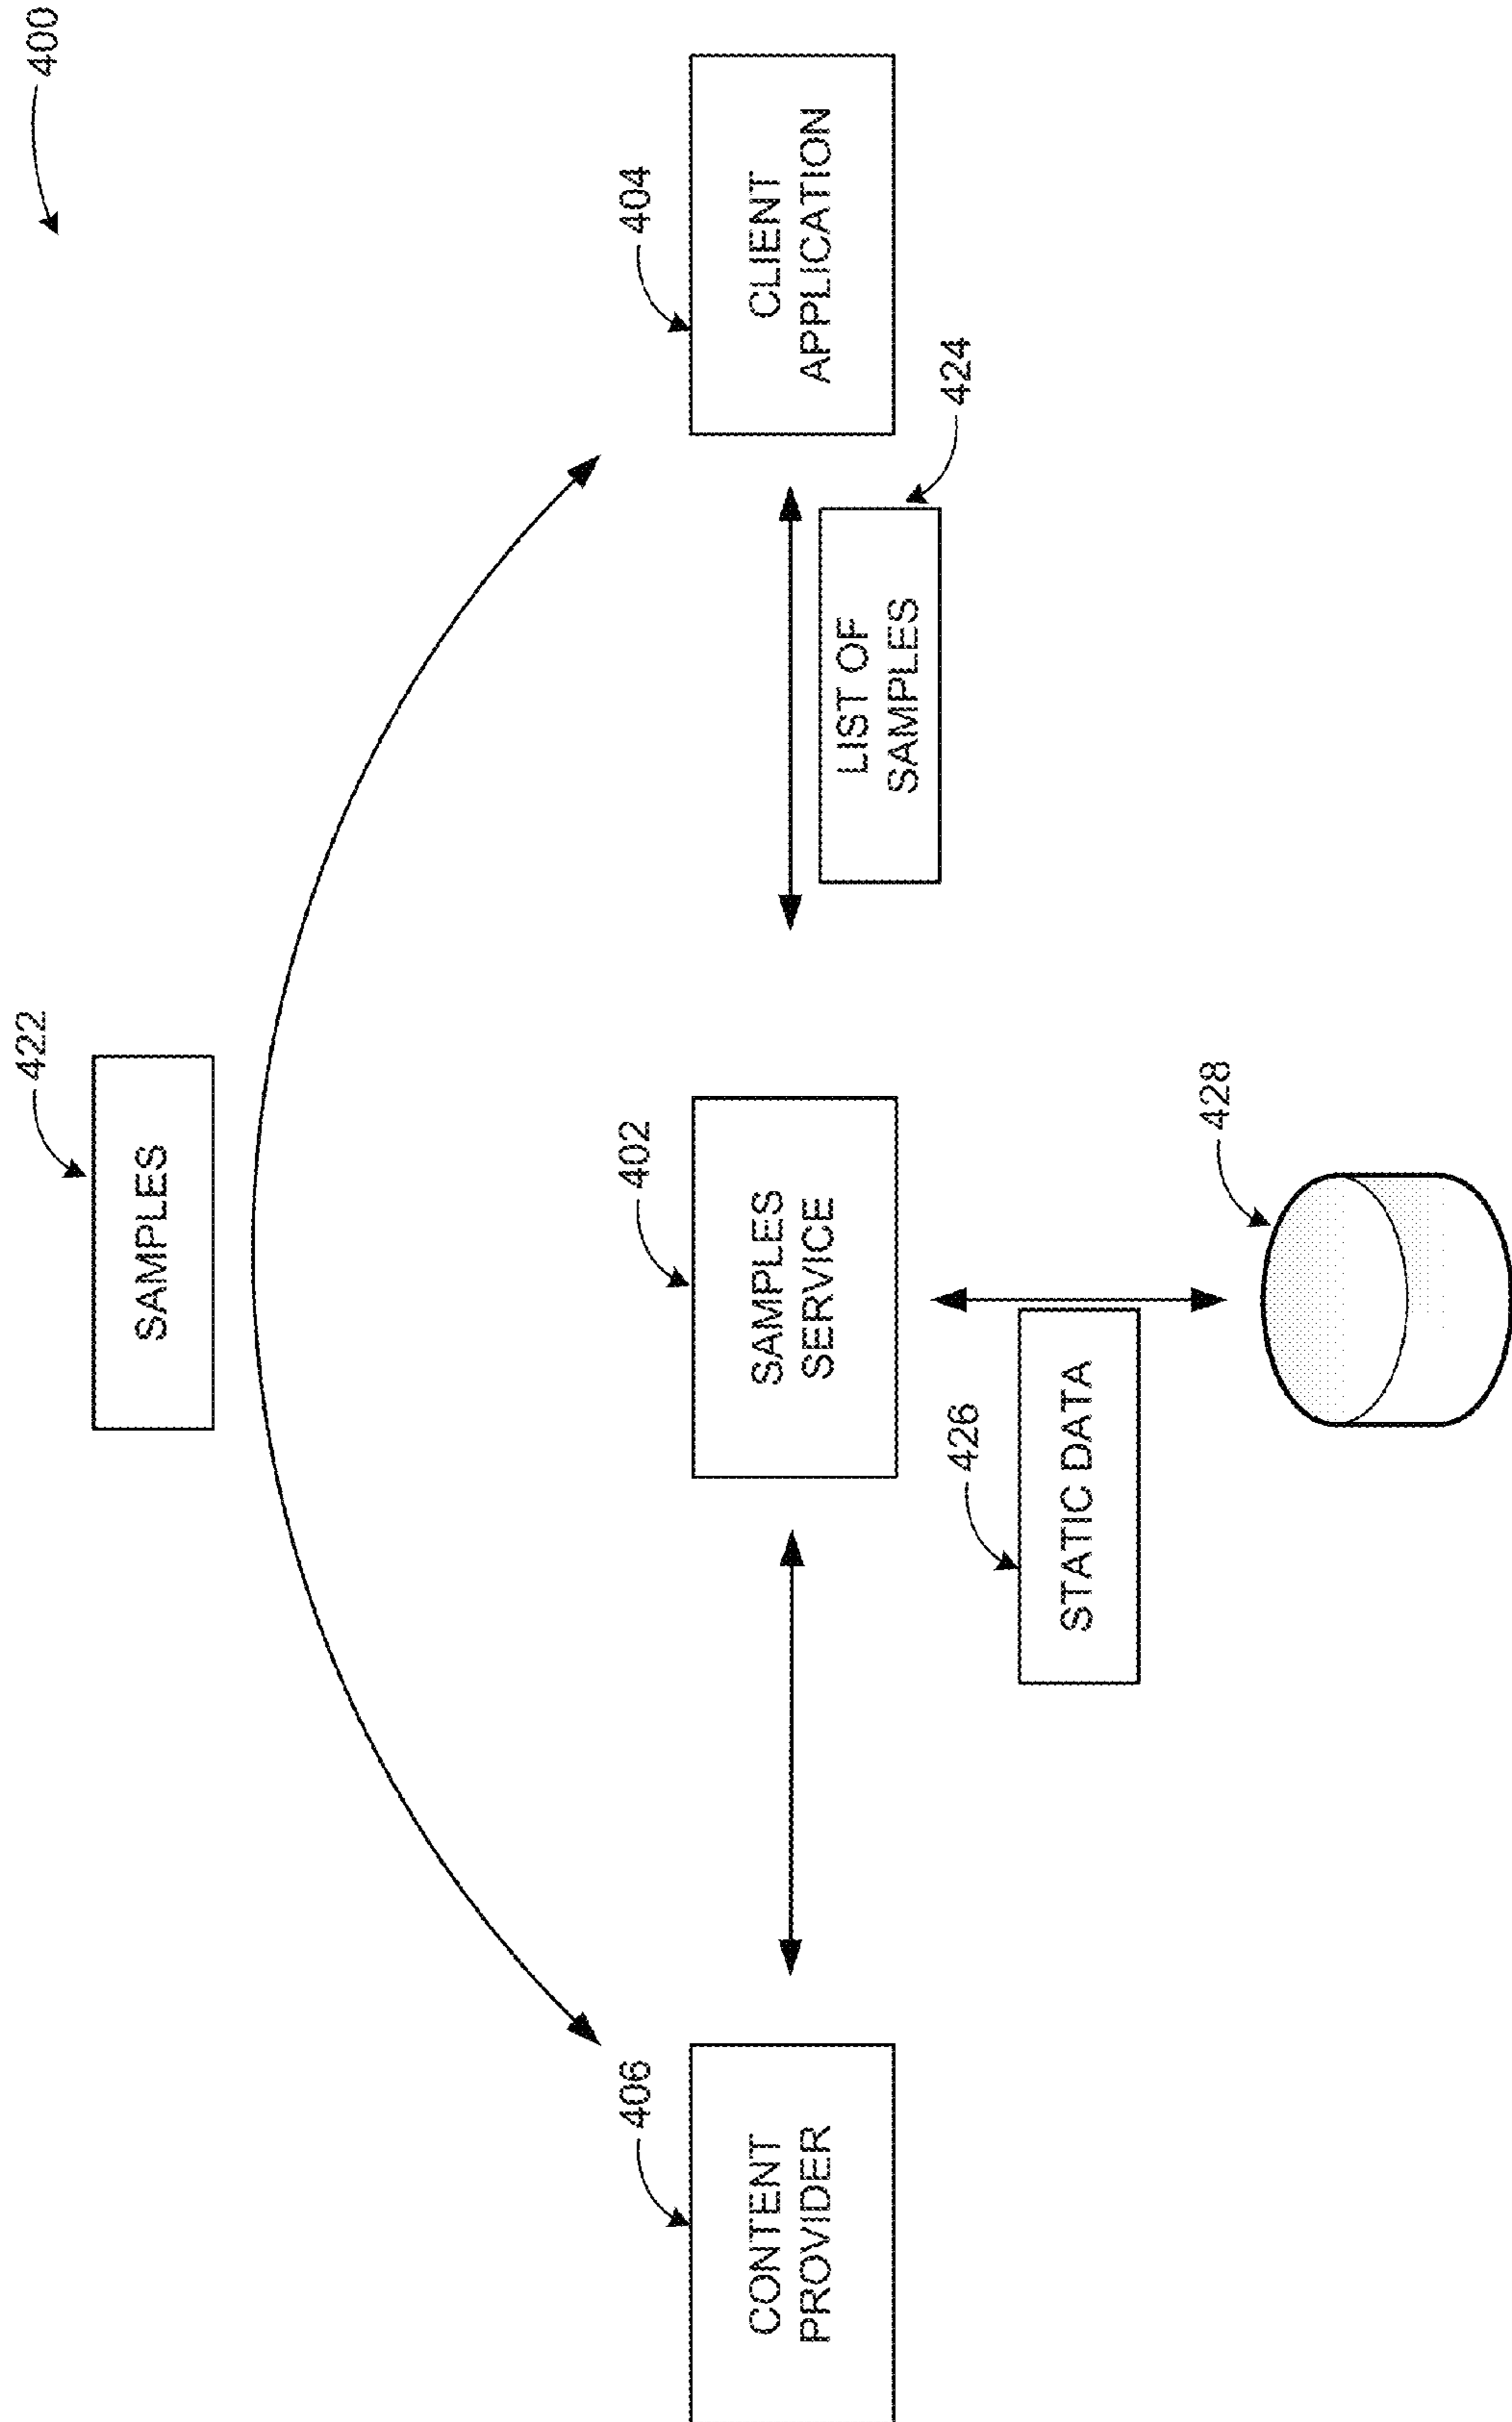 400
422
SAMPLES
406
CONTENT
PROVIDER
402
SAMPLES
SERVICE
404
CLIENT
APPLICATION
LIST OF
SAMPLES
424
426
STATIC DATA
428